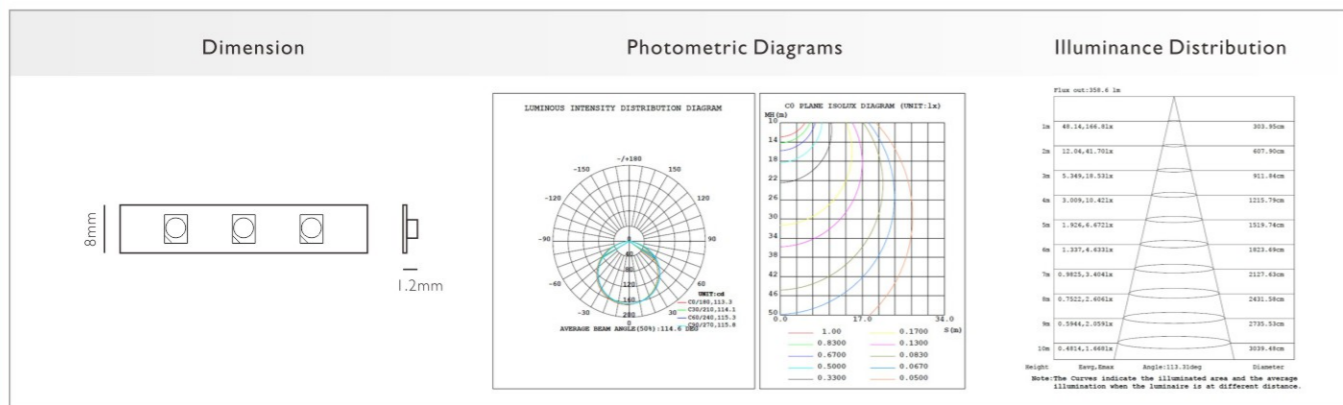 Dimension
Photometric Diagrams
Illuminance Distribution
8mm
1.2mm
LUMINOUS INTENSITY DISTRIBUTION DIAGRAM
-/+180
-150
150
-120
120
-90
90
-60
60
-30
30
0
0
60
120
160
200
UNIT:cd
C0/180,113.3
C30/210,114.1
C60/240,115.3
C90/270,115.8
AVERAGE BEAM ANGLE(50%):114.6 DEG
C0 PLANE ISOLUX DIAGRAM (UNIT:lx)
MH(m)
10
14
18
22
26
30
34
38
42
46
50
0.0
17.0
34.0
S(m)
1.00
0.1700
0.8300
0.1300
0.6700
0.0830
0.5000
0.0670
0.3300
0.0500
Flux out:358.6 lm
1m 48.14,166.8lx 303.95cm
2m 12.04,41.70lx 607.90cm
3m 5.349,18.53lx 911.84cm
4m 3.009,10.42lx 1215.79cm
5m 1.926,6.672lx 1519.74cm
6m 1.337,4.633lx 1823.69cm
7m 0.9825,3.404lx 2127.63cm
8m 0.7522,2.606lx 2431.58cm
9m 0.5944,2.059lx 2735.53cm
10m 0.4814,1.668lx 3039.48cm
Height Eavg,Emax Angle:113.31deg Diameter
Note:The Curves indicate the illuminated area and the average
illumination when the luminaire is at different distance.